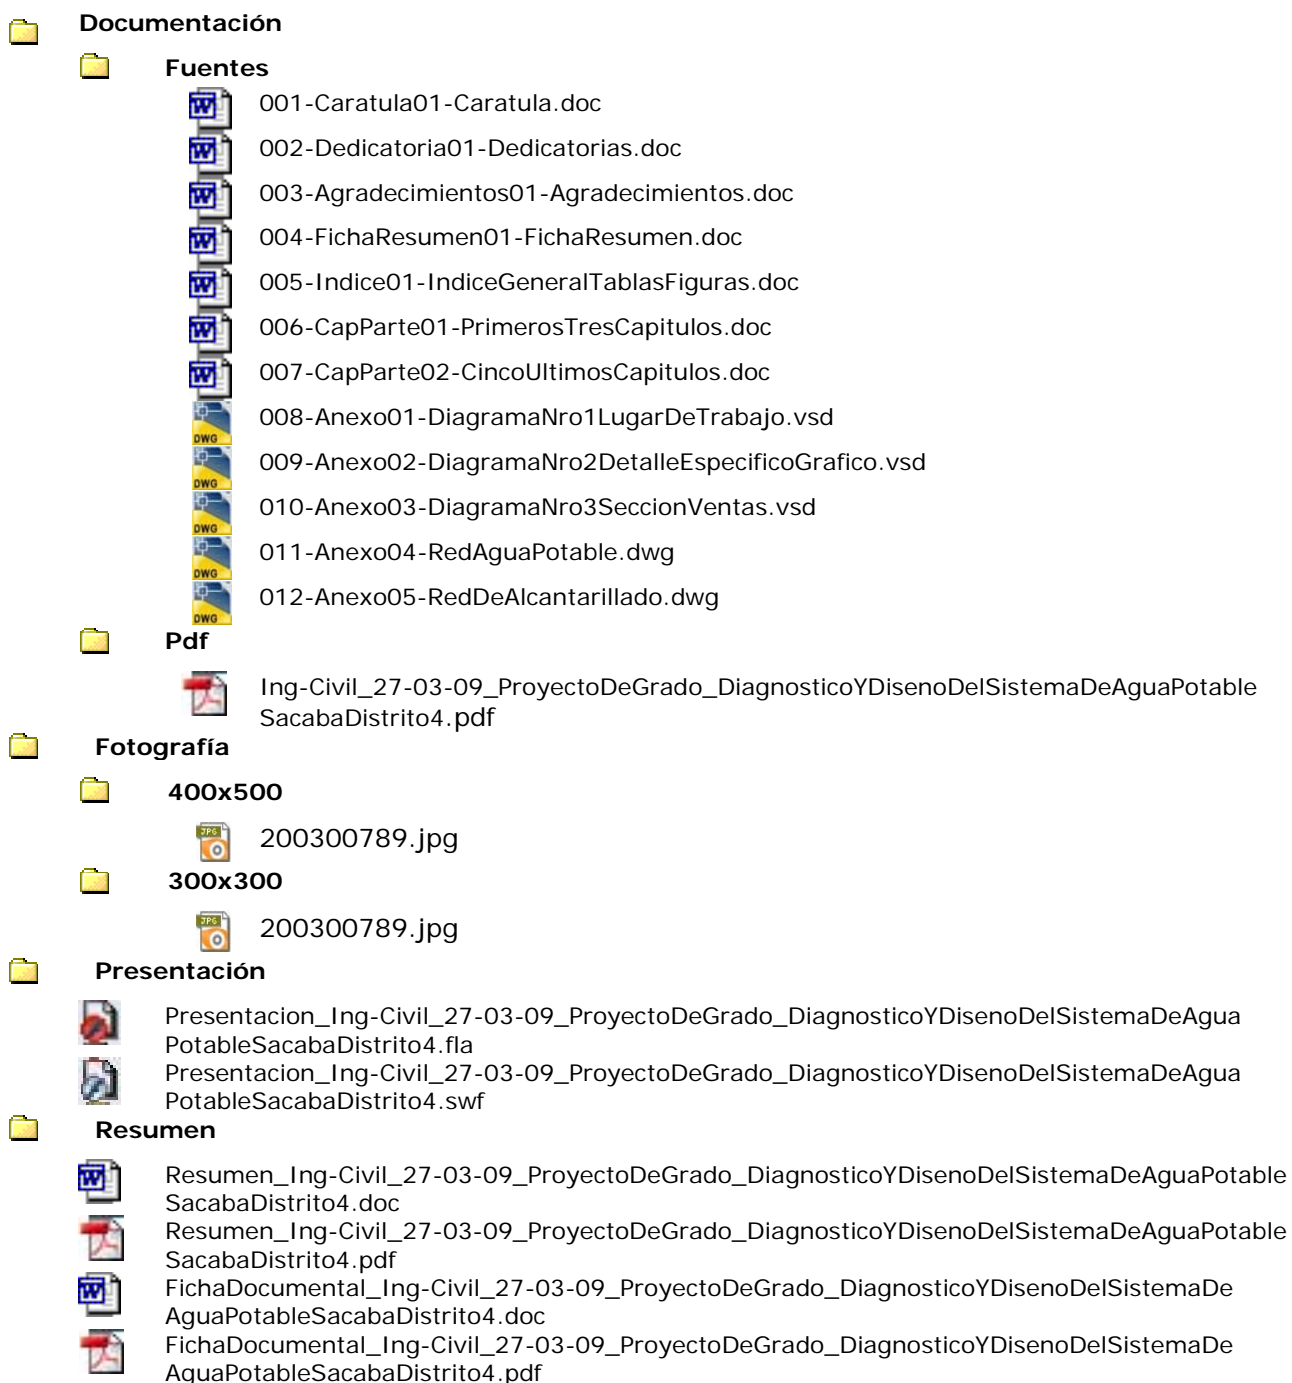 Documentación
Fuentes
001-Caratula01-Caratula.doc
002-Dedicatoria01-Dedicatorias.doc
003-Agradecimientos01-Agradecimientos.doc
004-FichaResumen01-FichaResumen.doc
005-Indice01-IndiceGeneralTablasFiguras.doc
006-CapParte01-PrimerosTresCapitulos.doc
007-CapParte02-CincoUltimosCapitulos.doc
008-Anexo01-DiagramaNro1LugarDeTrabajo.vsd
DWG
009-Anexo02-DiagramaNro2DetalleEspecificoGrafico.vsd
DWG
010-Anexo03-DiagramaNro3SeccionVentas.vsd
DWG
011-Anexo04-RedAguaPotable.dwg
DWG
012-Anexo05-RedDeAlcantarillado.dwg
DWG
Pdf
Ing-Civil_27-03-09_ProyectoDeGrado_DiagnosticoYDisenoDelSistemaDeAguaPotable
SacabaDistrito4.pdf
Fotografía
400x500
JPG
200300789.jpg
300x300
JPG
200300789.jpg
Presentación
Presentacion_Ing-Civil_27-03-09_ProyectoDeGrado_DiagnosticoYDisenoDelSistemaDeAgua
PotableSacabaDistrito4.fla
Presentacion_Ing-Civil_27-03-09_ProyectoDeGrado_DiagnosticoYDisenoDelSistemaDeAgua
PotableSacabaDistrito4.swf
Resumen
Resumen_Ing-Civil_27-03-09_ProyectoDeGrado_DiagnosticoYDisenoDelSistemaDeAguaPotable
SacabaDistrito4.doc
Resumen_Ing-Civil_27-03-09_ProyectoDeGrado_DiagnosticoYDisenoDelSistemaDeAguaPotable
SacabaDistrito4.pdf
FichaDocumental_Ing-Civil_27-03-09_ProyectoDeGrado_DiagnosticoYDisenoDelSistemaDe
AguaPotableSacabaDistrito4.doc
FichaDocumental_Ing-Civil_27-03-09_ProyectoDeGrado_DiagnosticoYDisenoDelSistemaDe
AguaPotableSacabaDistrito4.pdf